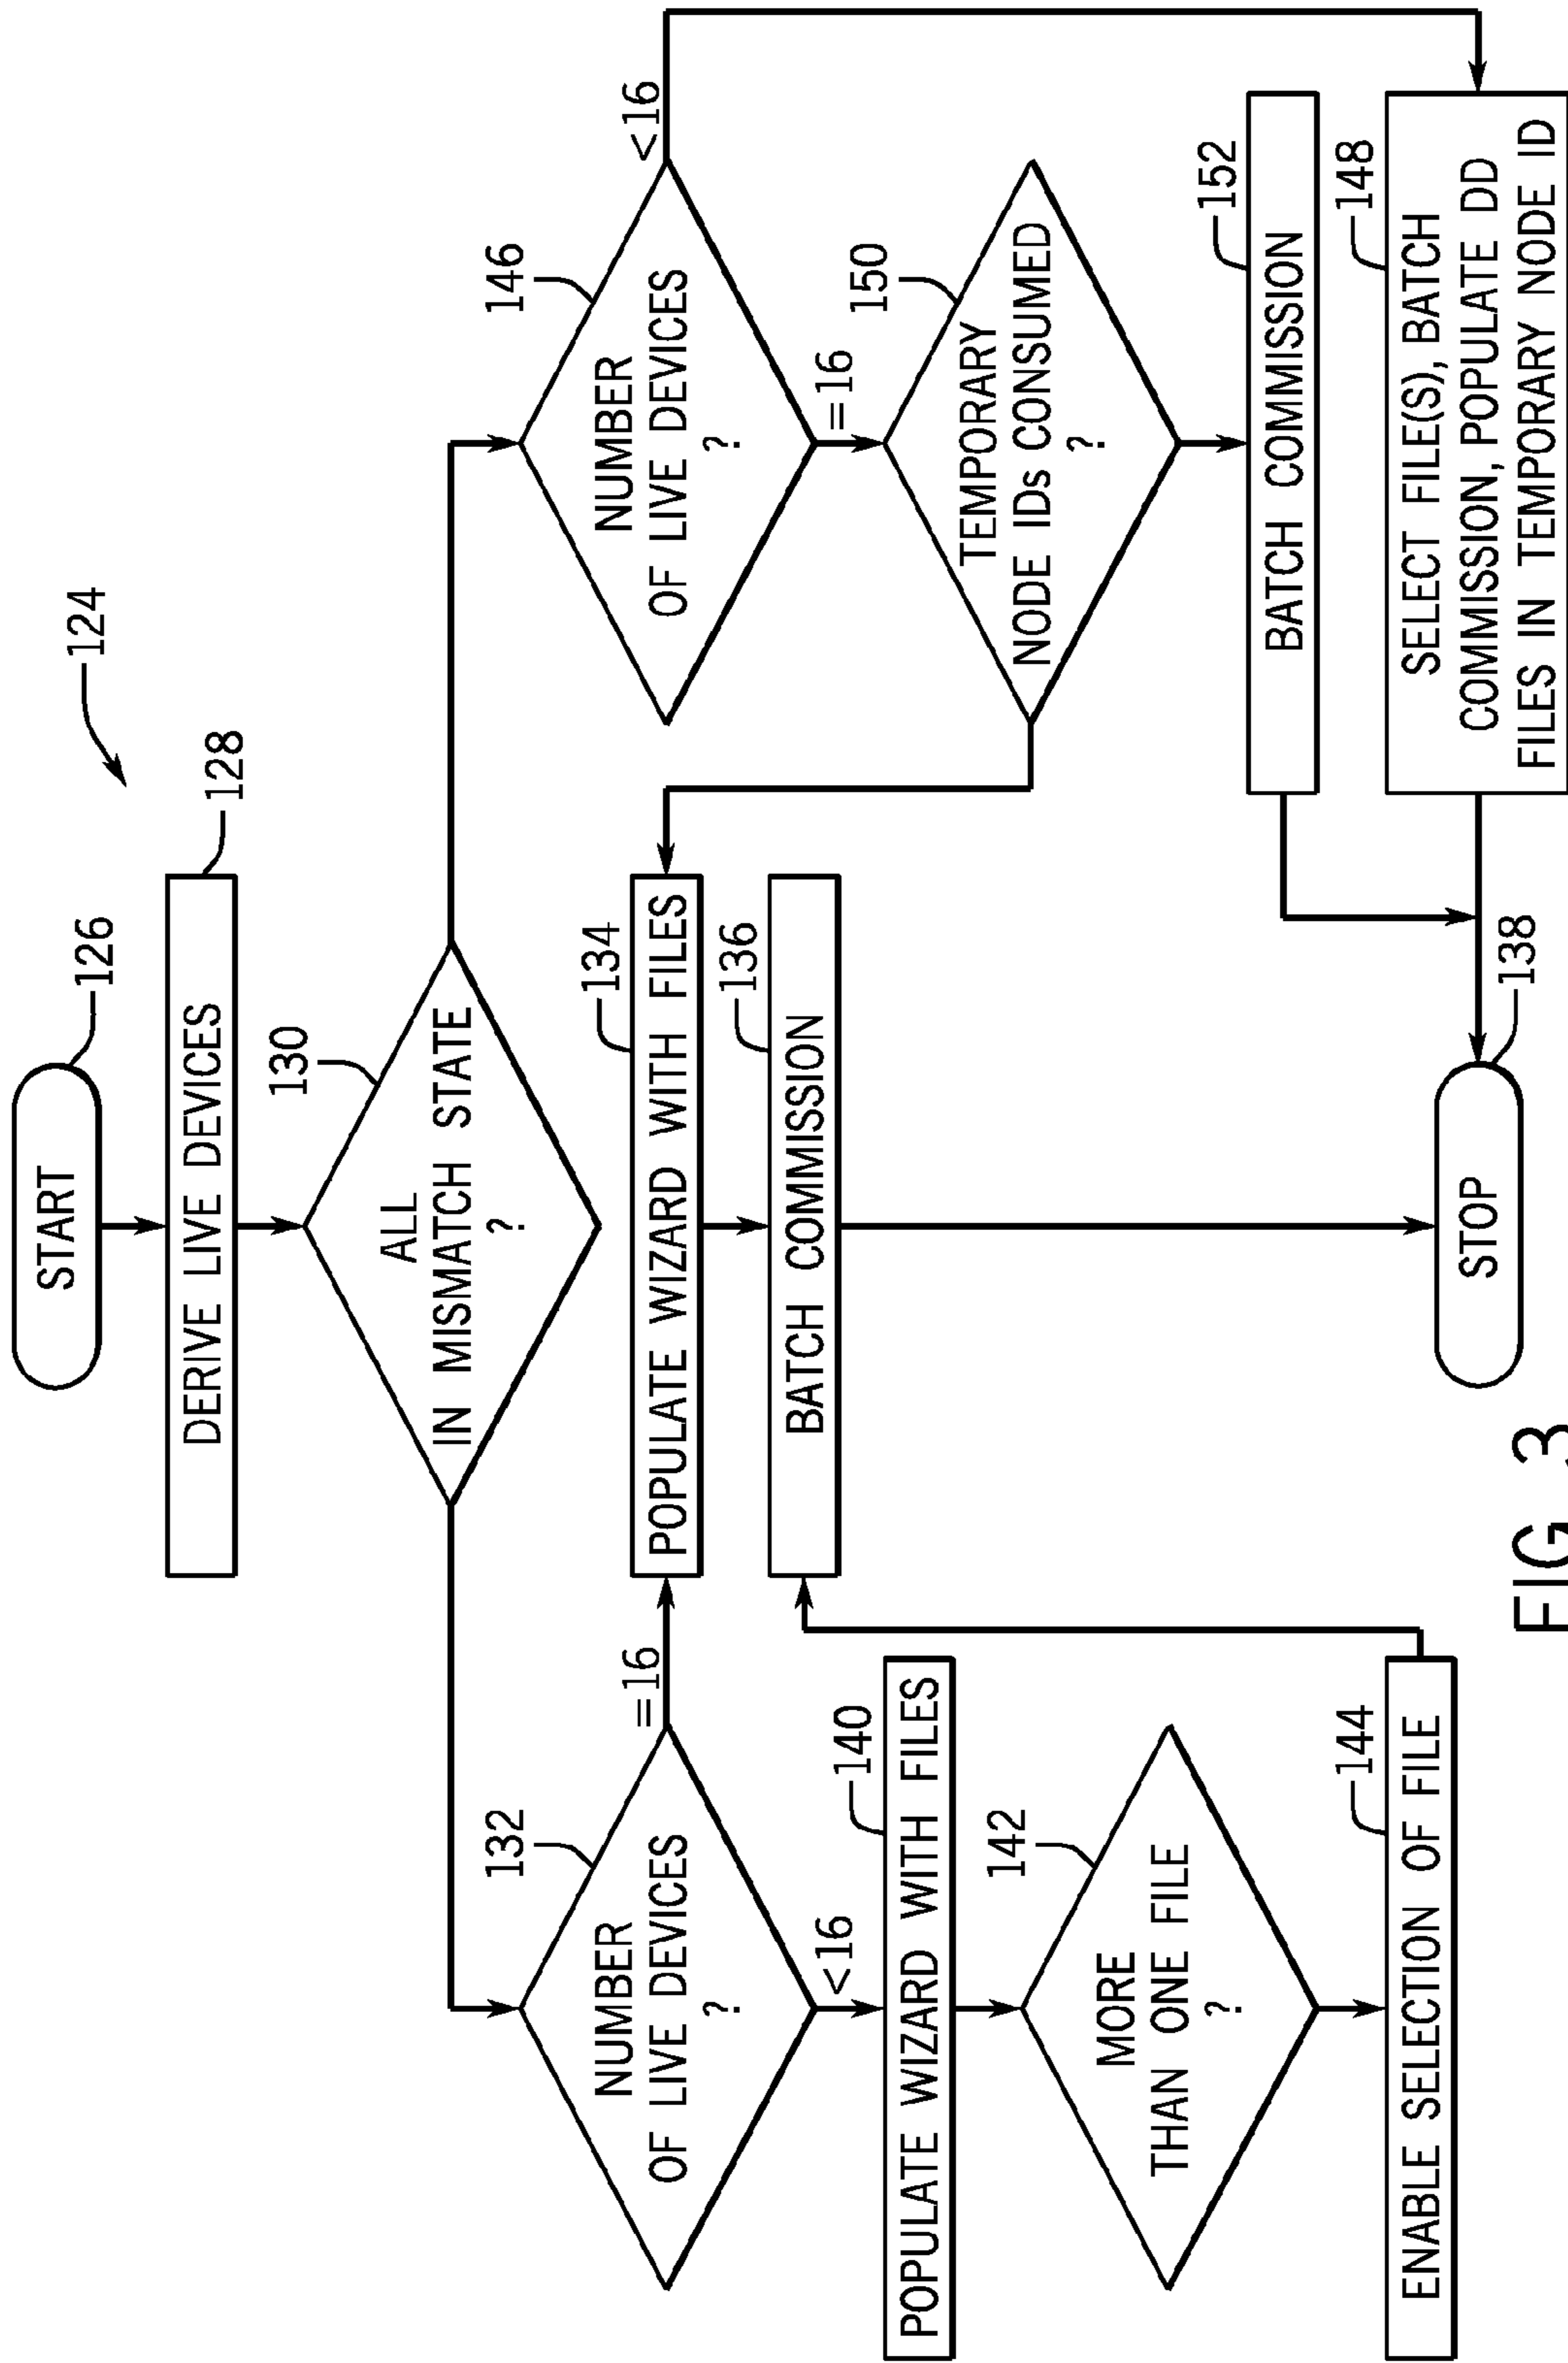 124
START
126
DERIVE LIVE DEVICES
128
ALL
IN MISMATCH STATE
?
130
NUMBER
OF LIVE DEVICES
?
132
=16
<16
POPULATE WIZARD WITH FILES
134
BATCH COMMISSION
136
POPULATE WIZARD WITH FILES
140
MORE
THAN ONE FILE
?
142
ENABLE SELECTION OF FILE
144
NUMBER
OF LIVE DEVICES
?
146
<16
=16
TEMPORARY
NODE IDs CONSUMED
?
150
BATCH COMMISSION
152
SELECT FILE(S), BATCH
COMMISSION, POPULATE DD
FILES IN TEMPORARY NODE ID
148
STOP
138
FIG. 3